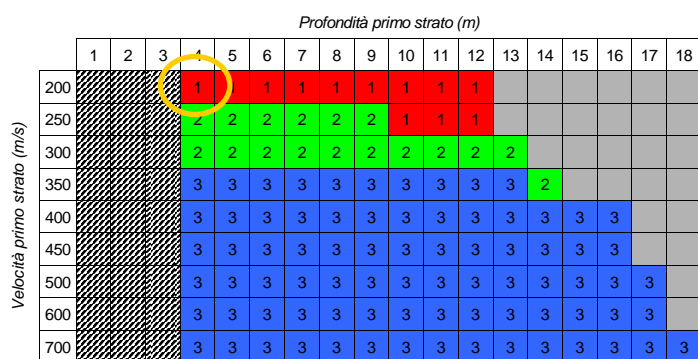 Profondità primo strato (m)
1 2 3 4 5 6 7 8 9 10 11 12 13 14 15 16 17 18
Velocità primo strato (m/s)
200 1 1 1 1 1 1 1 1 1
250 2 2 2 2 2 2 1 1 1
300 2 2 2 2 2 2 2 2 2 2
350 3 3 3 3 3 3 3 3 3 3 2
400 3 3 3 3 3 3 3 3 3 3 3 3 3
450 3 3 3 3 3 3 3 3 3 3 3 3 3
500 3 3 3 3 3 3 3 3 3 3 3 3 3 3
600 3 3 3 3 3 3 3 3 3 3 3 3 3 3
700 3 3 3 3 3 3 3 3 3 3 3 3 3 3 3